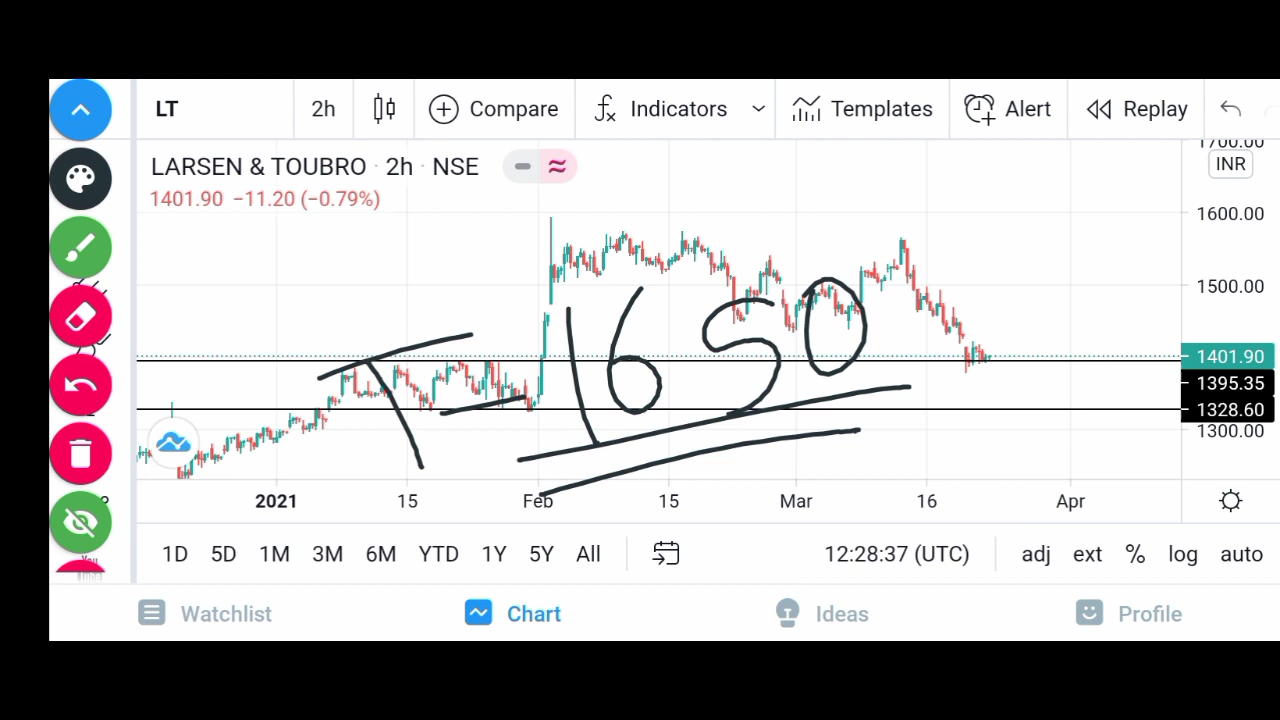 LT 2h Compare Indicators Templates Alert Replay
LARSEN & TOUBRO · 2h · NSE
1401.90 −11.20 (−0.79%)
1700.00
INR
1600.00
1500.00
1401.90
1395.35
1328.60
1300.00
T- 1650
2021 15 Feb 15 Mar 16 Apr
1D 5D 1M 3M 6M YTD 1Y 5Y All 12:28:37 (UTC) adj ext % log auto
Watchlist Chart Ideas Profile